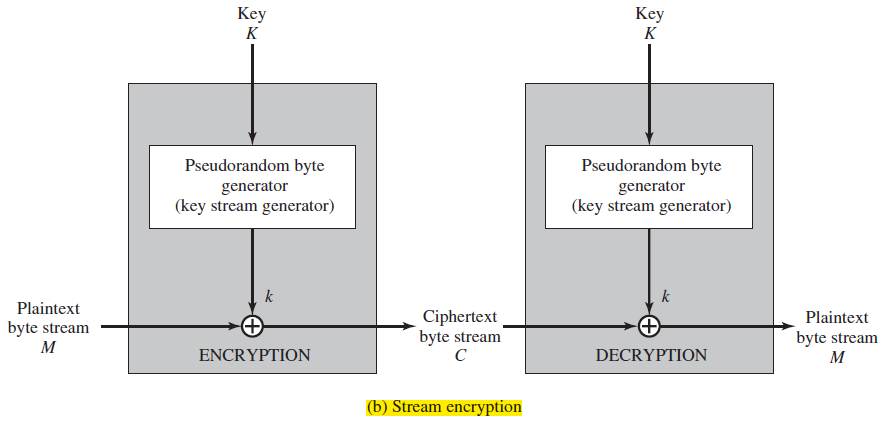 Key
K
Key
K
Pseudorandom byte
generator
(key stream generator)
Pseudorandom byte
generator
(key stream generator)
k
k
Plaintext
byte stream
M
ENCRYPTION
Ciphertext
byte stream
C
DECRYPTION
Plaintext
byte stream
M
(b) Stream encryption